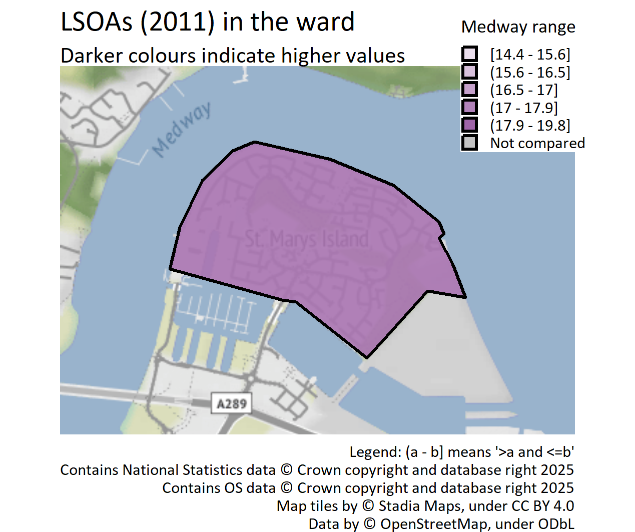 LSOAs (2011) in the ward
Darker colours indicate higher values
Medway range
[14.4 - 15.6]
(15.6 - 16.5]
(16.5 - 17]
(17 - 17.9]
(17.9 - 19.8]
Not compared
Medway
St. Marys Island
A289
Legend: (a - b] means '>a and <=b'
Contains National Statistics data © Crown copyright and database right 2025
Contains OS data © Crown copyright and database right 2025
Map tiles by © Stadia Maps, under CC BY 4.0
Data by © OpenStreetMap, under ODbL